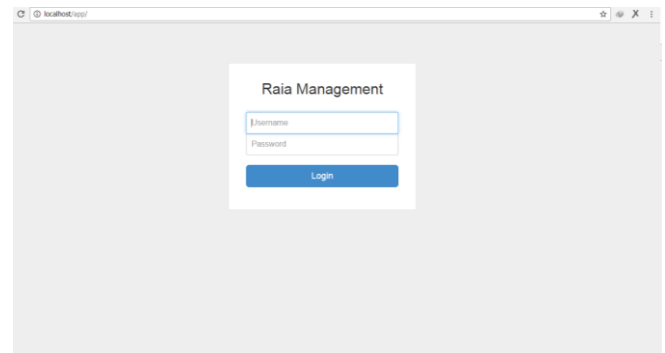 localhost/app/
Raia Management
Username
Password
Login